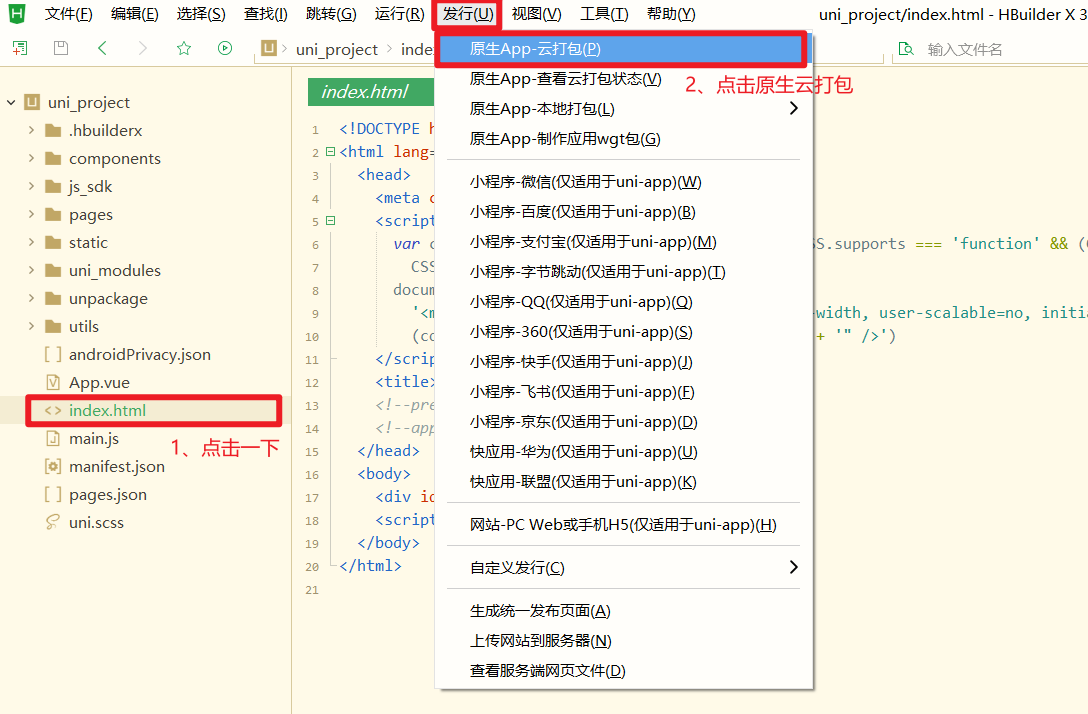 文件(F) 编辑(E) 选择(S) 查找(I) 跳转(G) 运行(R) 发行(U) 视图(V) 工具(T) 帮助(Y) uni_project/index.html - HBuilder X 3
U uni_project inde
输入文件名
uni_project
.hbuilderx
components
js_sdk
pages
static
uni_modules
unpackage
utils
androidPrivacy.json
App.vue
index.html
1、点击一下
main.js
manifest.json
pages.json
uni.scss
index.html
1 <!DOCTYPE h
2 <html lang=
3 <head>
4 <meta c
5 <script
6 var c S.supports === 'function' && (
7 CSS
8 docum
9 '<m width, user-scalable=no, initia
10 (co + '" />')
11 </scrip
12 <title>
13 <!--pre
14 <!--app
15 </head>
16 <body>
17 <div id
18 <script
19 </body>
20 </html>
21
原生App-云打包(P)
2、点击原生云打包
原生App-查看云打包状态(V)
原生App-本地打包(L)
原生App-制作应用wgt包(G)
小程序-微信(仅适用于uni-app)(W)
小程序-百度(仅适用于uni-app)(B)
小程序-支付宝(仅适用于uni-app)(M)
小程序-字节跳动(仅适用于uni-app)(T)
小程序-QQ(仅适用于uni-app)(Q)
小程序-360(仅适用于uni-app)(S)
小程序-快手(仅适用于uni-app)(J)
小程序-飞书(仅适用于uni-app)(F)
小程序-京东(仅适用于uni-app)(D)
快应用-华为(仅适用于uni-app)(U)
快应用-联盟(仅适用于uni-app)(K)
网站-PC Web或手机H5(仅适用于uni-app)(H)
自定义发行(C)
生成统一发布页面(A)
上传网站到服务器(N)
查看服务端网页文件(D)